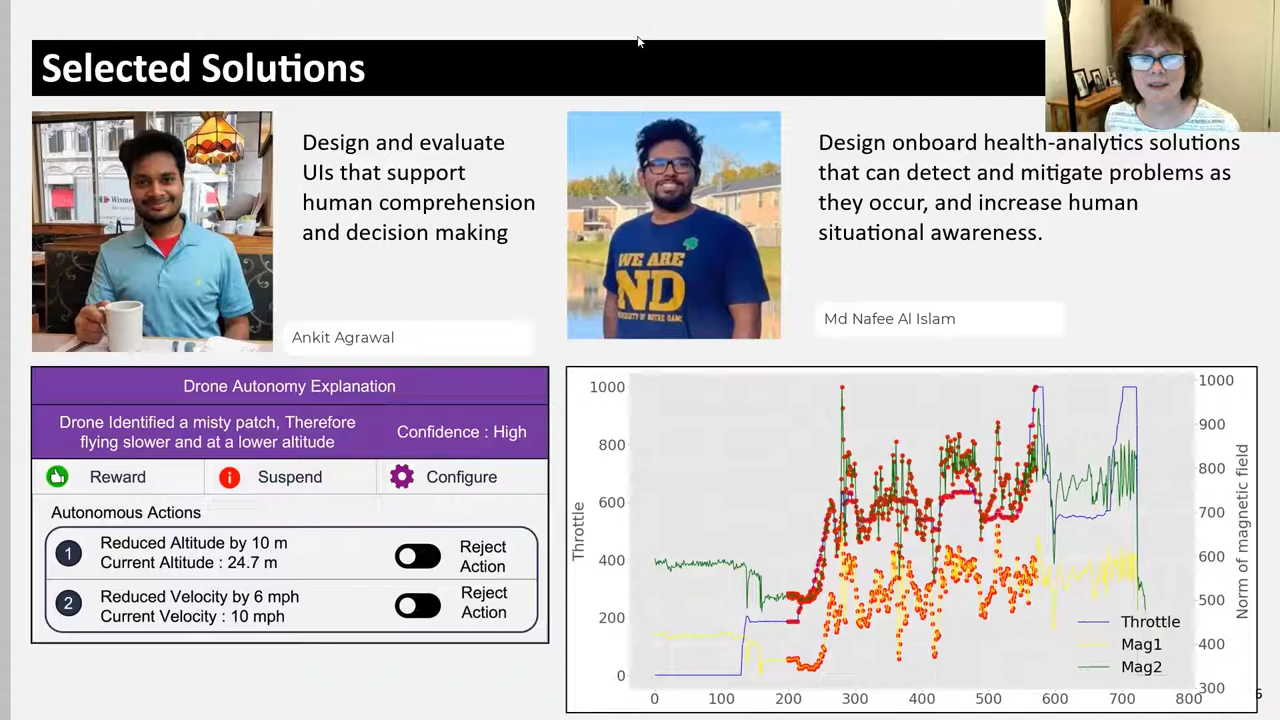 Selected Solutions
Design and evaluate
UIs that support
human comprehension
and decision making
Ankit Agrawal
WE ARE
ND
Design onboard health-analytics solutions
that can detect and mitigate problems as
they occur, and increase human
situational awareness.
Md Nafee Al Islam
Drone Autonomy Explanation
Drone Identified a misty patch, Therefore
flying slower and at a lower altitude
Confidence : High
Reward
Suspend
Configure
Autonomous Actions
1
Reduced Altitude by 10 m
Current Altitude : 24.7 m
Reject
Action
2
Reduced Velocity by 6 mph
Current Velocity : 10 mph
Reject
Action
Throttle
1000
800
600
400
200
0
0 100 200 300 400 500 600 700 800
1000
900
800
700
600
500
400
300
Norm of magnetic field
Throttle
Mag1
Mag2